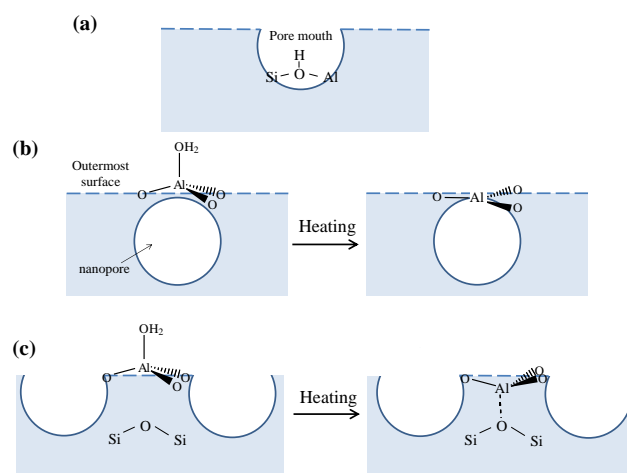 (a)
Pore mouth
H
Si O Al
(b)
OH2
Outermost
surface
O Al O
O
nanopore
Heating
O Al O
O
(c)
OH2
O Al O
O
Si O Si
Heating
O Al O
O
Si O Si